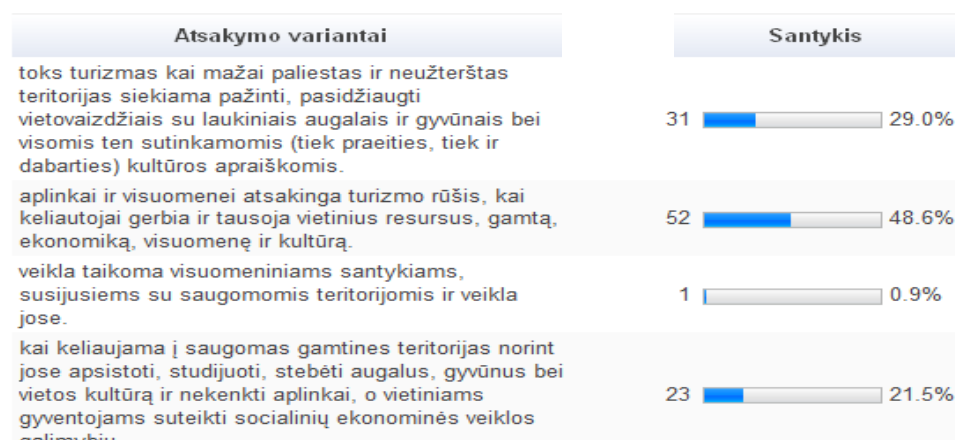 Atsakymo variantai Santykis
toks turizmas kai mažai paliestas ir neužterštas
teritorijas siekiama pažinti, pasidžiaugti
vietovaizdžiais su laukiniais augalais ir gyvūnais bei
visomis ten sutinkamomis (tiek praeities, tiek ir
dabarties) kultūros apraiškomis.
31 29.0%
aplinkai ir visuomenei atsakinga turizmo rūšis, kai
keliautojai gerbia ir tausoja vietinius resursus, gamtą,
ekonomiką, visuomenę ir kultūrą.
52 48.6%
veikla taikoma visuomeniniams santykiams,
susijusiems su saugomomis teritorijomis ir veikla
jose.
1 0.9%
kai keliaujama į saugomas gamtines teritorijas norint
jose apsistoti, studijuoti, stebėti augalus, gyvūnus bei
vietos kultūrą ir nekenkti aplinkai, o vietiniams
gyventojams suteikti socialinių ekonominės veiklos
23 21.5%